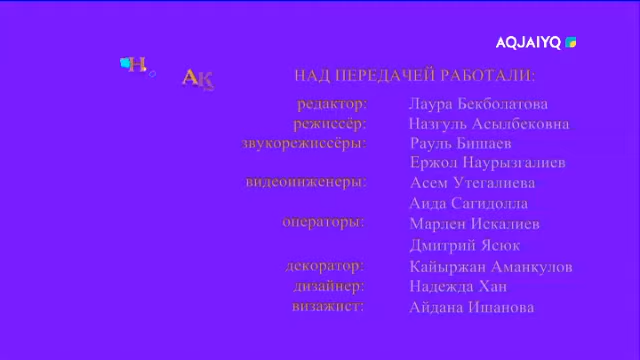 AQJAIYQ
Н. АҚ
НАД ПЕРЕДАЧЕЙ РАБОТАЛИ:
редактор: Лаура Бекболатова
режиссёр: Назгуль Асылбековна
звукорежиссёры: Рауль Бишаев
Ержол Наурызгалиев
видеоинженеры: Асем Утегалиева
Аида Сагидолла
операторы: Марлен Искалиев
Дмитрий Ясюк
декоратор: Кайыржан Аманкулов
дизайнер: Надежда Хан
визажист: Айдана Ишанова